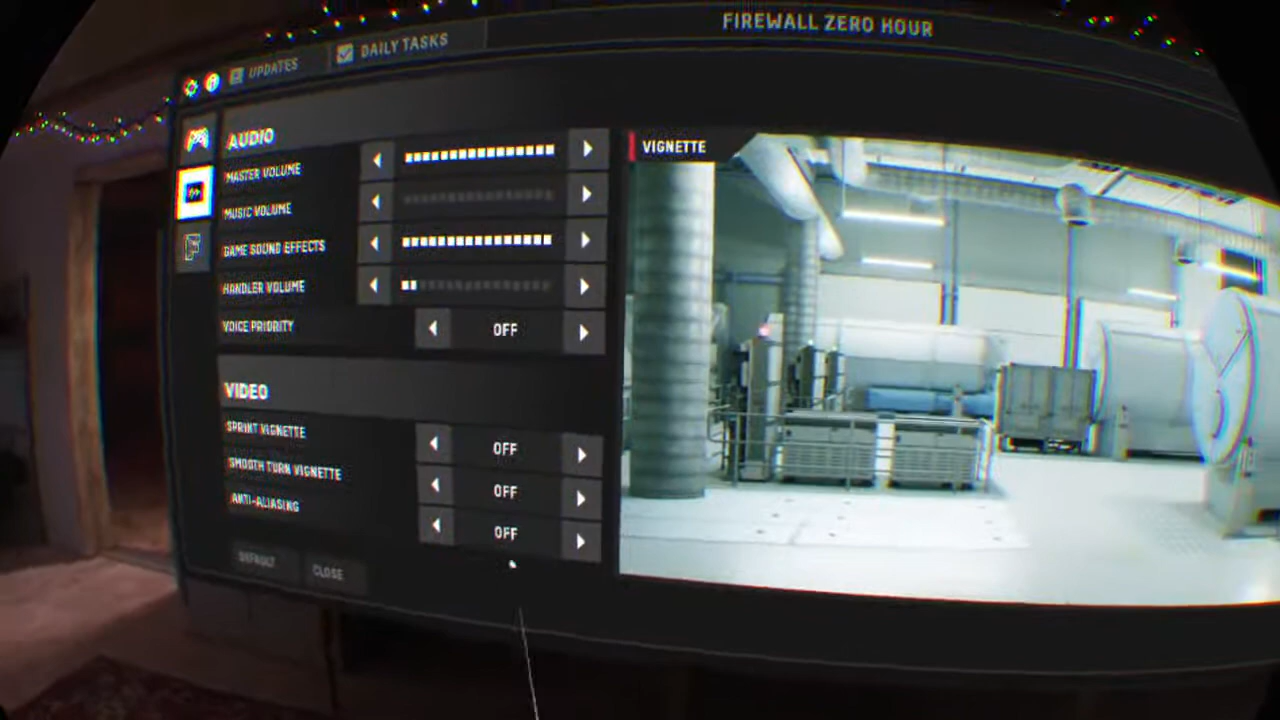 FIREWALL ZERO HOUR
UPDATES
DAILY TASKS
AUDIO
MASTER VOLUME
MUSIC VOLUME
GAME SOUND EFFECTS
HANDLER VOLUME
VOICE PRIORITY OFF
VIDEO
SPRINT VIGNETTE OFF
SMOOTH TURN VIGNETTE OFF
ANTI-ALIASING OFF
DEFAULT CLOSE
VIGNETTE